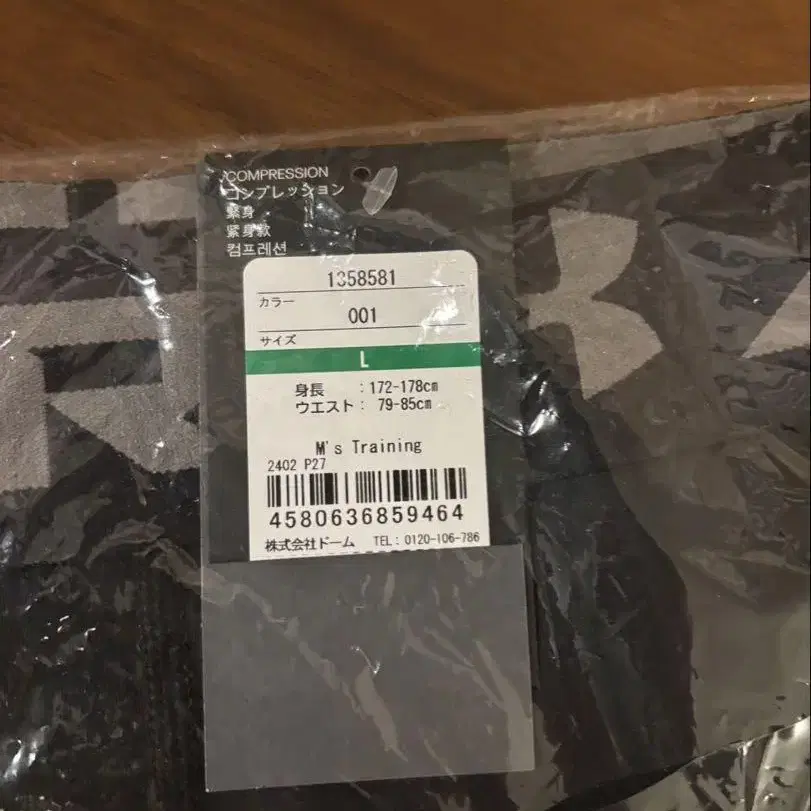 COMPRESSION
コンプレッション
緊身
紧身款
컴프레션
1358581
カラー
001
サイズ
L
身長 :172-178cm
ウエスト: 79-85cm
M's Training
2402 P27
4580636859464
株式会社ドーム TEL:0120-106-786